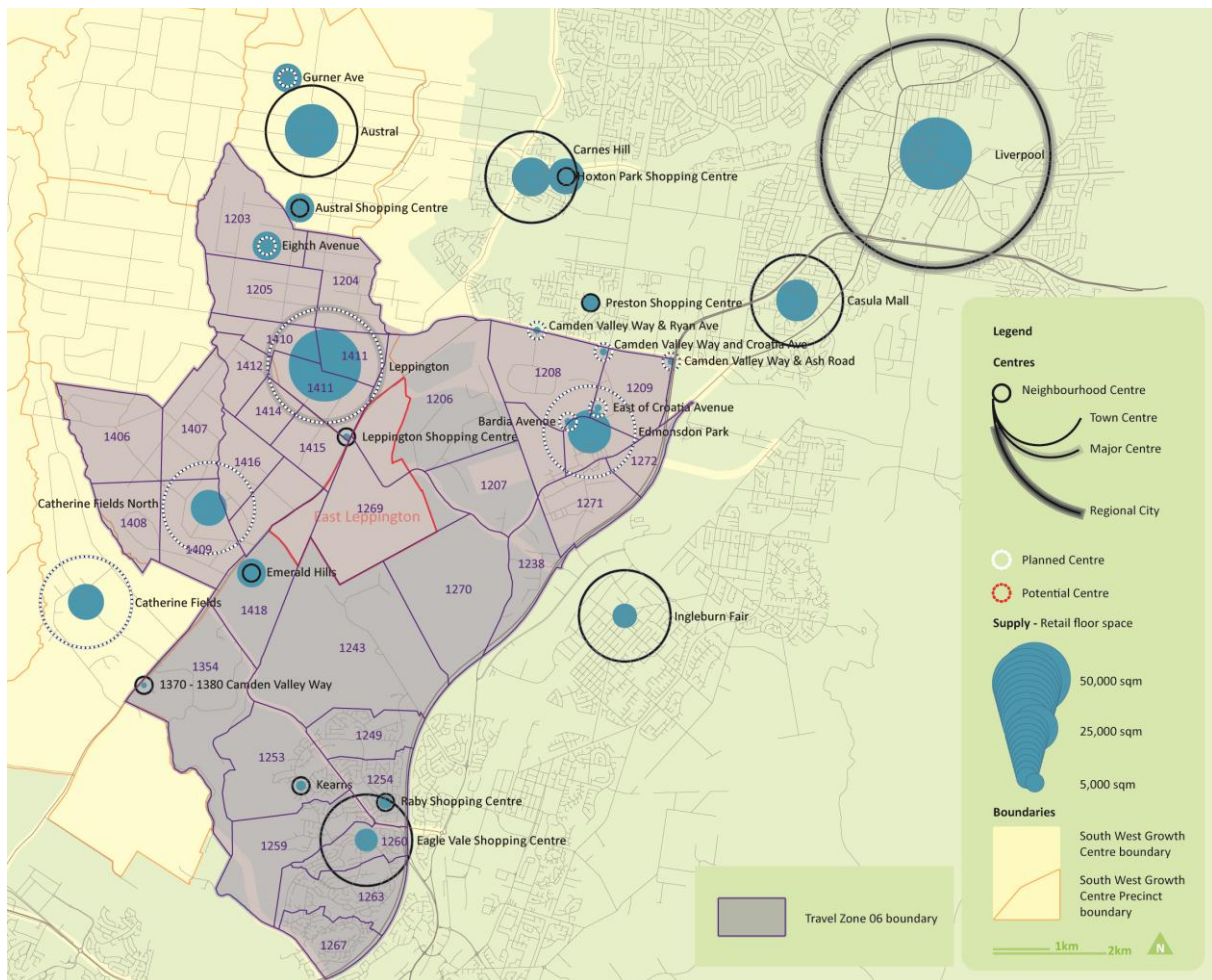 Gurner Ave
Austral
Carnes Hill
Hoxton Park Shopping Centre
Liverpool
Austral Shopping Centre
1203
Eighth Avenue
1204
1205
Preston Shopping Centre
Casula Mall
Camden Valley Way & Ryan Ave
1410
1411
Camden Valley Way and Croatia Ave
Camden Valley Way & Ash Road
1412
Leppington
1208
1209
1411
1206
1414
East of Croatia Avenue
Bardia Avenue
Edmonsdon Park
1406
1407
1415
Leppington Shopping Centre
1416
1272
1207
Catherine Fields North
1269
1271
East Leppington
1408
1409
1238
Emerald Hills
1270
Catherine Fields
1418
Ingleburn Fair
1243
1354
1370 - 1380 Camden Valley Way
1249
1253
1254
Kearns
Raby Shopping Centre
1259
1260
Eagle Vale Shopping Centre
1263
1267
Travel Zone 06 boundary
Legend
Centres
Neighbourhood Centre
Town Centre
Major Centre
Regional City
Planned Centre
Potential Centre
Supply - Retail floor space
50,000 sqm
25,000 sqm
5,000 sqm
Boundaries
South West Growth
Centre boundary
South West Growth
Centre Precinct
boundary
1km
2km
N